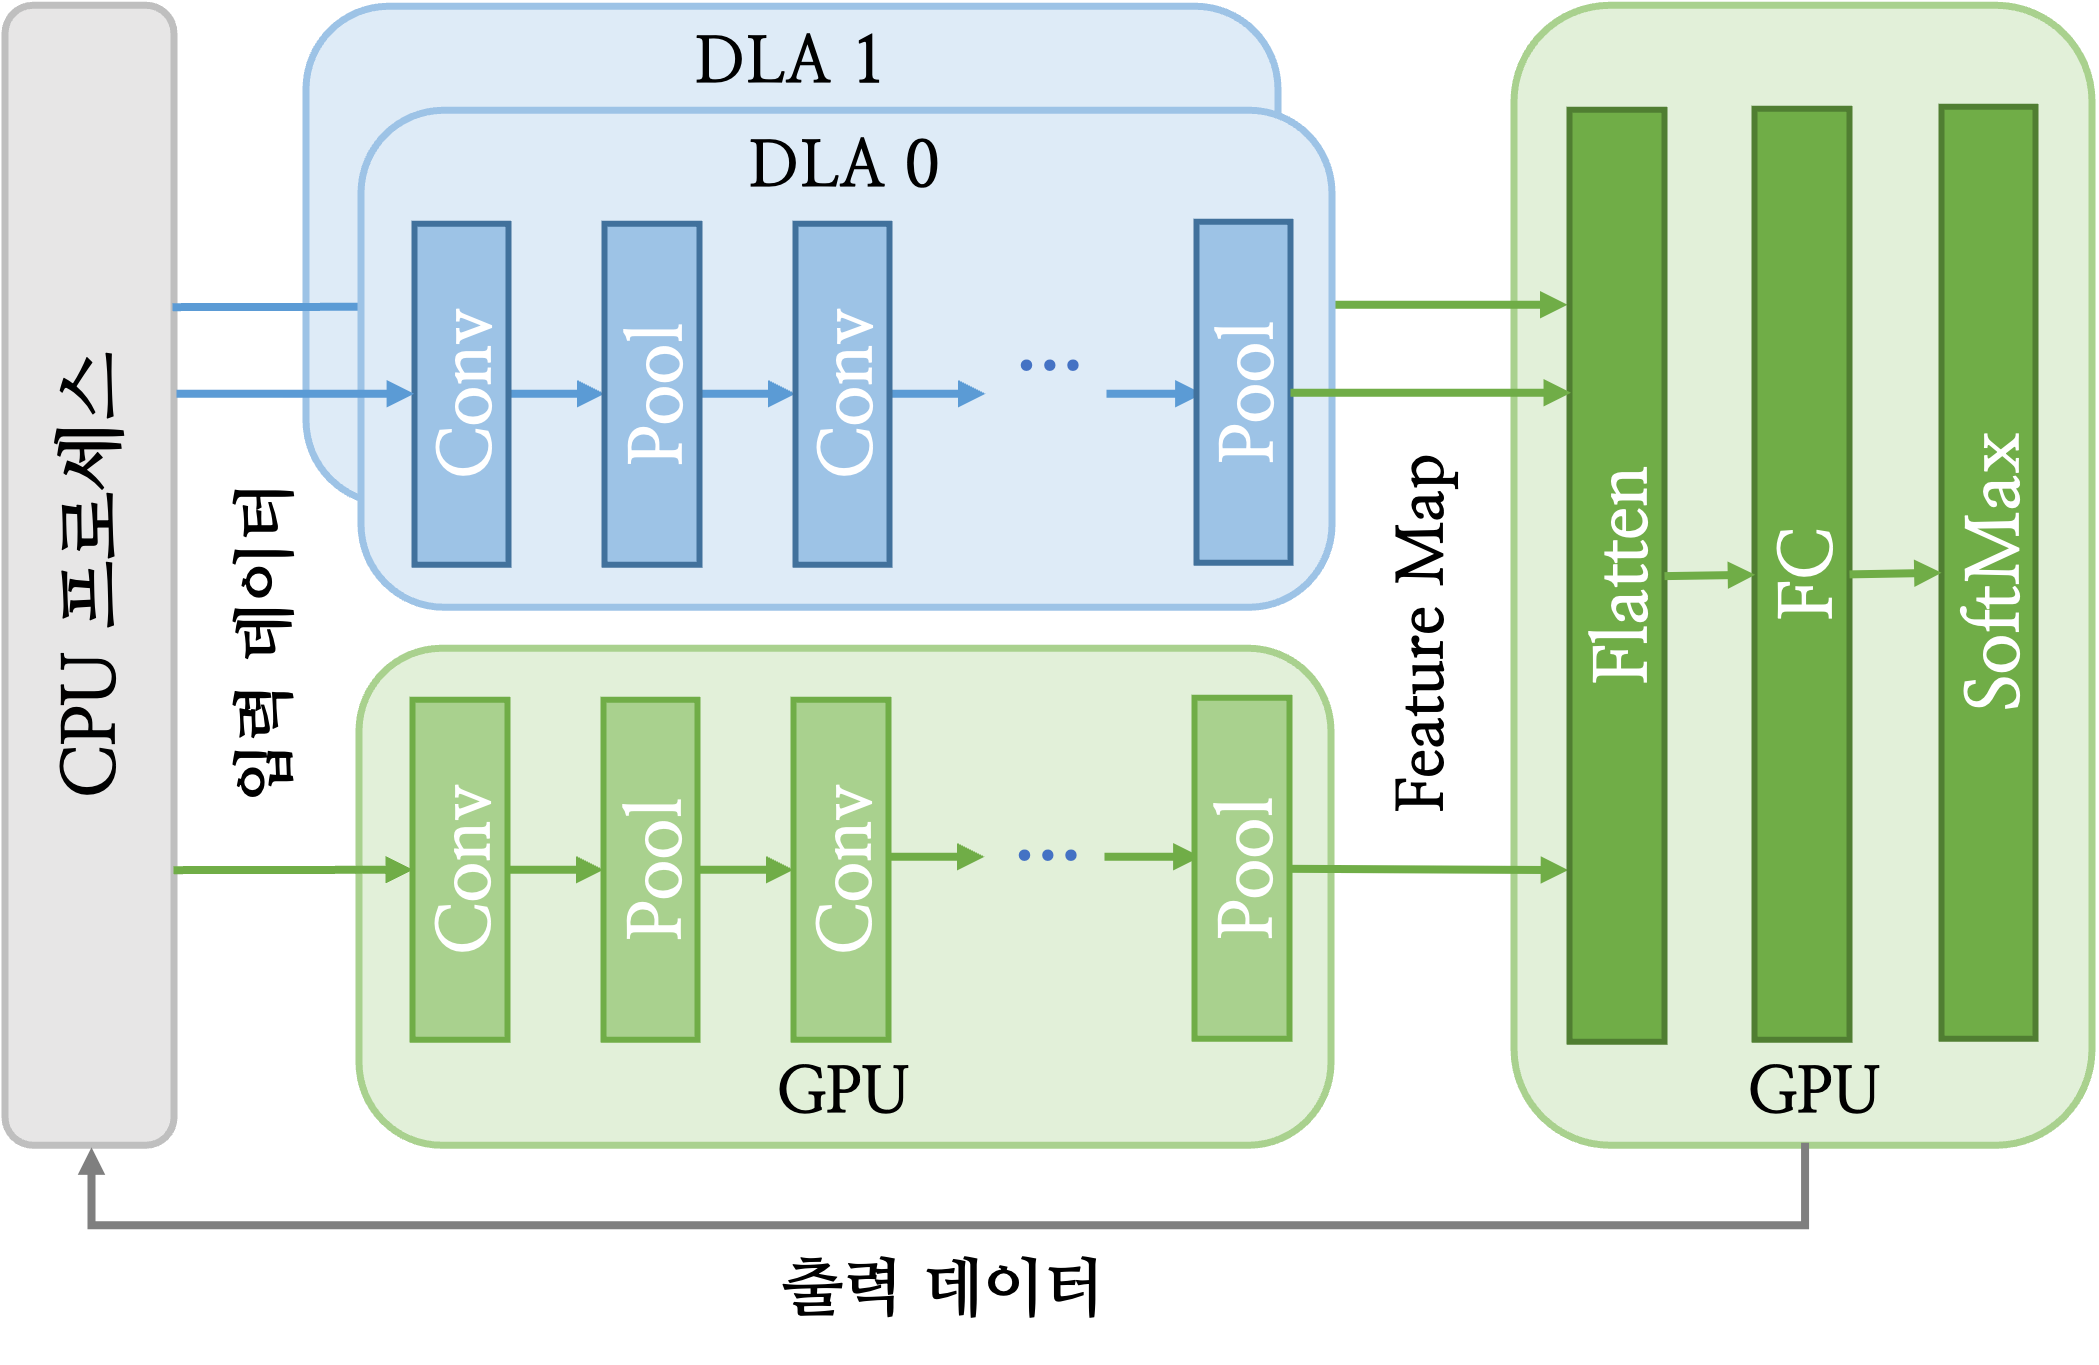 CPU 프로세스
입력 데이터
DLA 1
DLA 0
Conv
Pool
Conv
...
Pool
Conv
Pool
Conv
...
Pool
GPU
Feature Map
Flatten
FC
SoftMax
GPU
출력 데이터